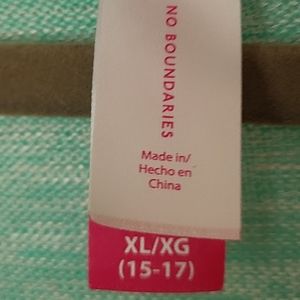 NO BOUNDARIES
Made in/
Hecho en
China
XL/XG
(15-17)